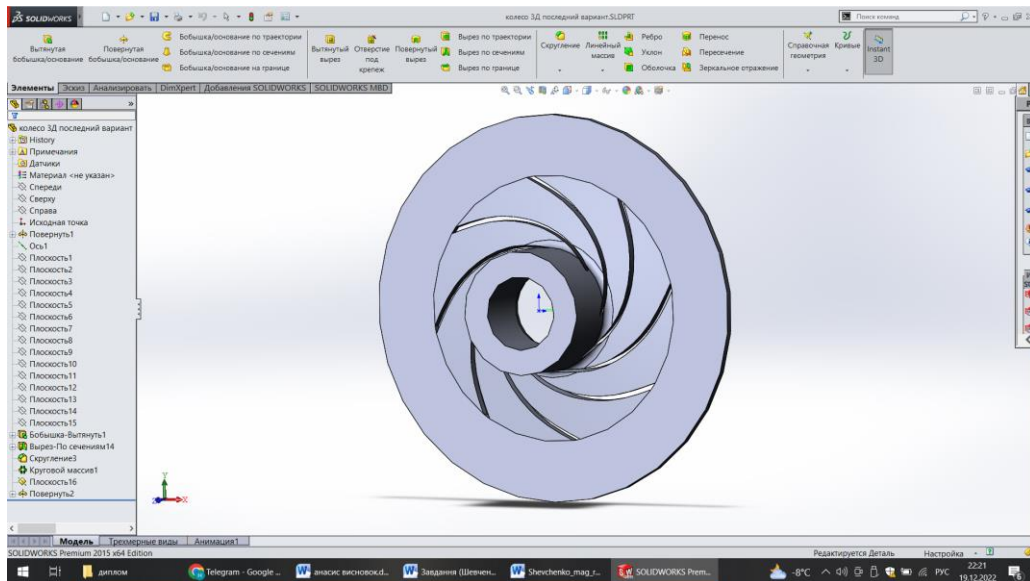 SOLIDWORKS
колесо 3Д последний вариант.SLDPRT
Поиск команд
Вытянутая бобышка/основание
Повернутая бобышка/основание
Бобышка/основание по траектории
Бобышка/основание по сечениям
Бобышка/основание на границе
Вытянутый вырез
Отверстие под крепеж
Повернутый вырез
Вырез по траектории
Вырез по сечениям
Вырез по границе
Скругление
Линейный массив
Ребро
Уклон
Оболочка
Перенос
Пересечение
Зеркальное отражение
Справочная геометрия
Кривые
Instant 3D
Элементы Эскиз Анализировать DimXpert Добавления SOLIDWORKS SOLIDWORKS MBD
колесо 3Д последний вариант
History
Примечания
Датчики
Материал <не указан>
Спереди
Сверху
Справа
Исходная точка
Повернуть1
Ось1
Плоскость1
Плоскость2
Плоскость3
Плоскость4
Плоскость5
Плоскость6
Плоскость7
Плоскость8
Плоскость9
Плоскость10
Плоскость11
Плоскость12
Плоскость13
Плоскость14
Плоскость15
Бобышка-Вытянуть1
Вырез-По сечениям14
Скругление3
Круговой массив1
Плоскость16
Повернуть2
Y
X
Z
Модель Трехмерные виды Анимация1
SOLIDWORKS Premium 2015 x64 Edition
Редактируется Деталь
Настройка
диплом
Telegram - Google ...
анасис висновок.d...
Завдання (Шевчен...
Shevchenko_mag_r...
SOLIDWORKS Prem...
-8°C
РУС
22:21
19.12.2022